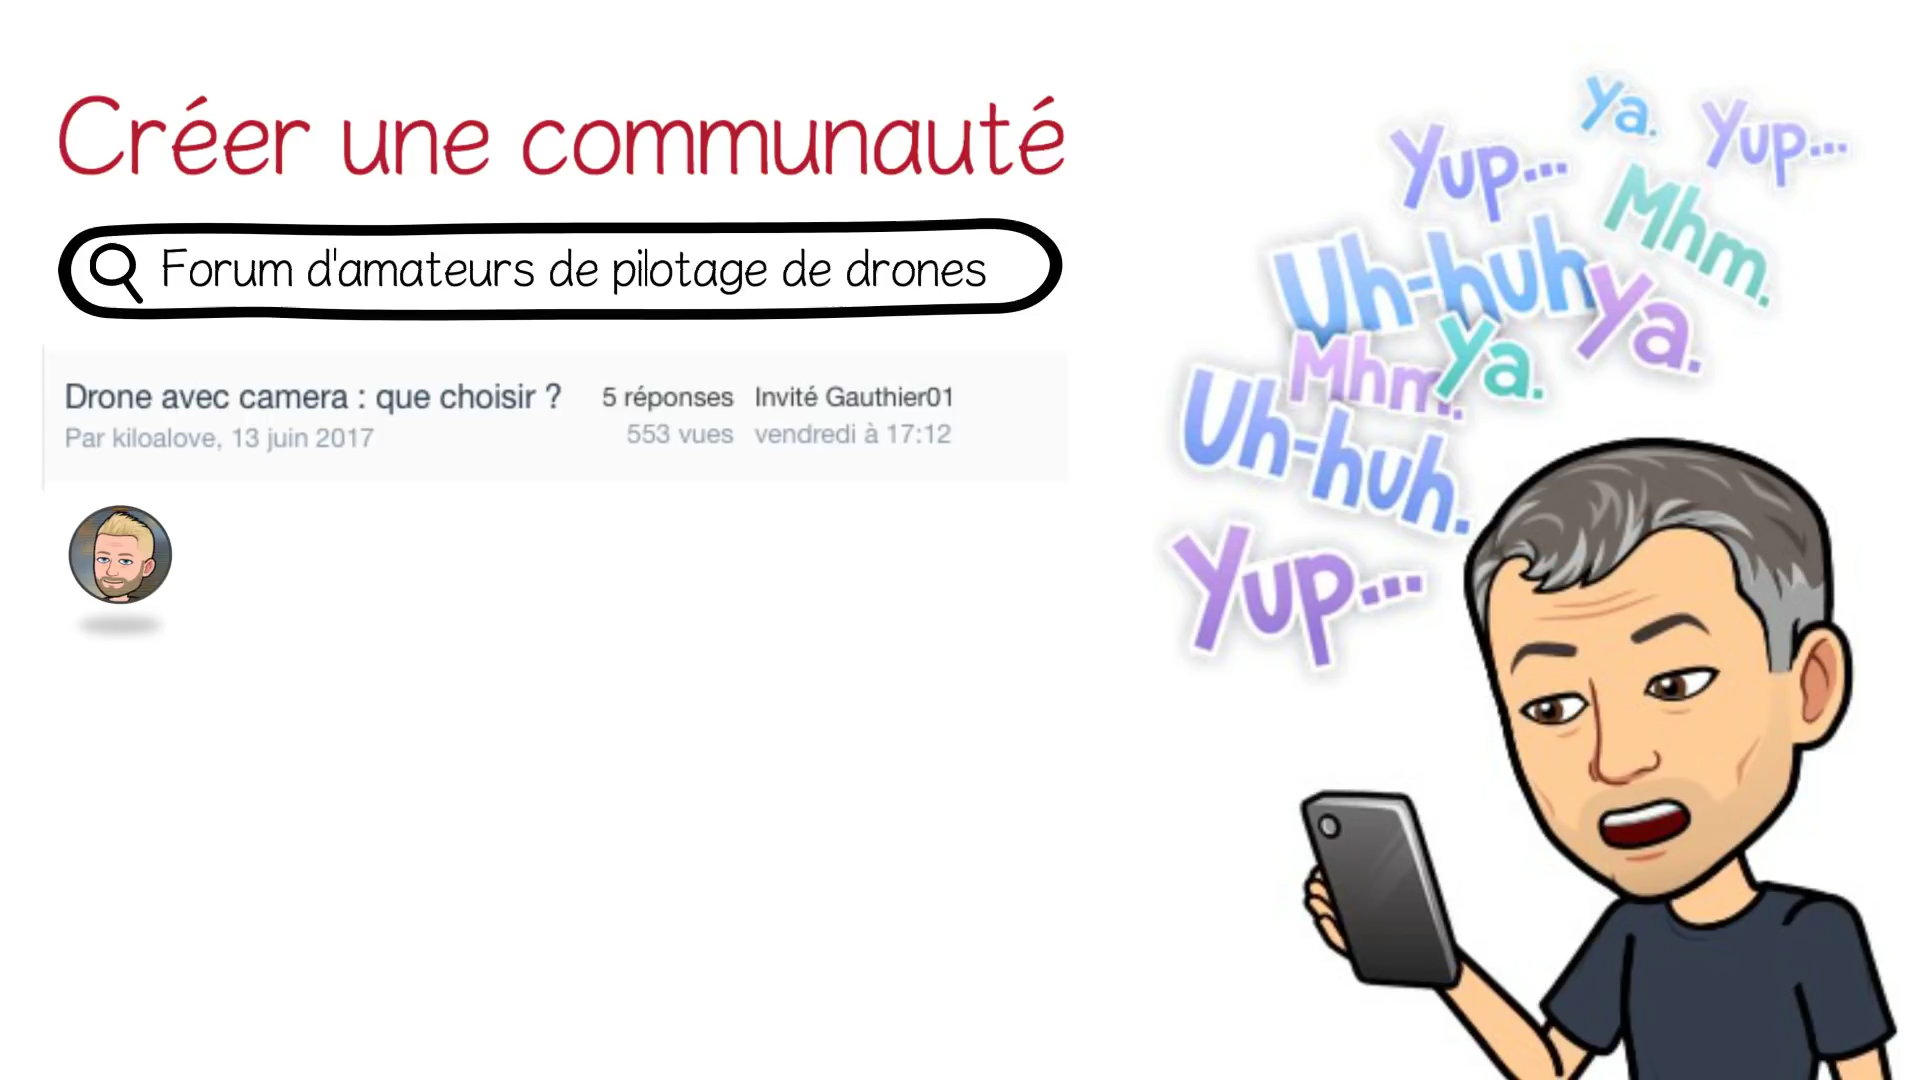 Créer une communauté
Forum d'amateurs de pilotage de drones
Drone avec camera : que choisir ?
Par kiloalove, 13 juin 2017
5 réponses
553 vues
Invité Gauthier01
vendredi à 17:12
Ya.
Yup...
Yup...
Mhm.
Uh-huh
Ya.
Ya.
Mhm.
Uh-huh.
Yup...